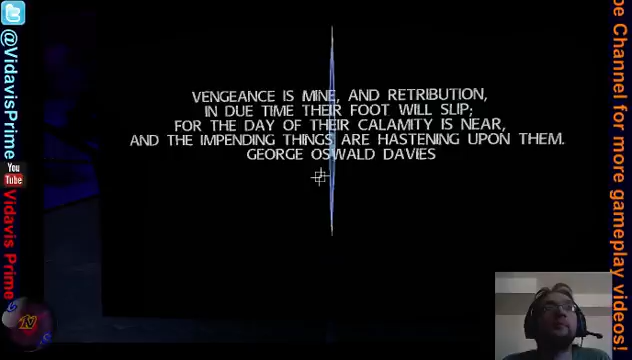 @VidavisPrime
You
Tube
Vidavis Prime
VENGEANCE IS MINE, AND RETRIBUTION,
IN DUE TIME THEIR FOOT WILL SLIP;
FOR THE DAY OF THEIR CALAMITY IS NEAR,
AND THE IMPENDING THINGS ARE HASTENING UPON THEM.
GEORGE OSWALD DAVIES
Channel for more gameplay videos!